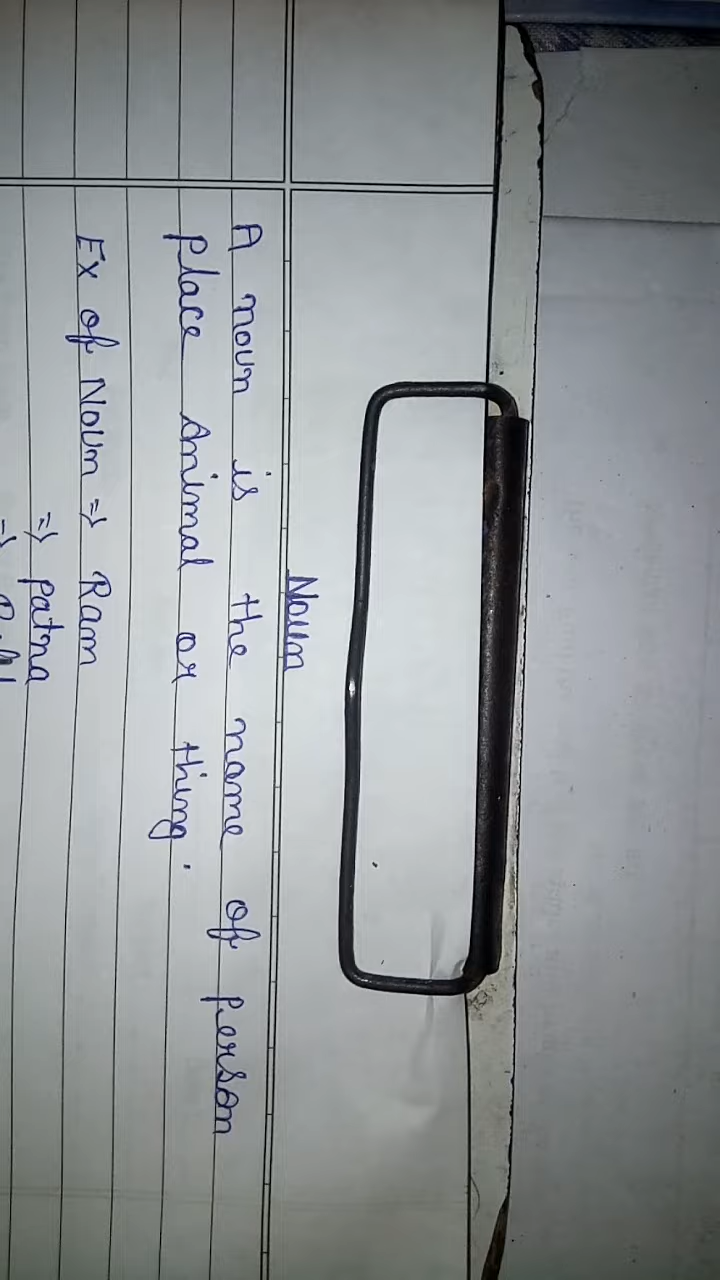 Noun
A noun is the name of person
place animal or thing.
Ex of Noun => Ram
=> patna
=>